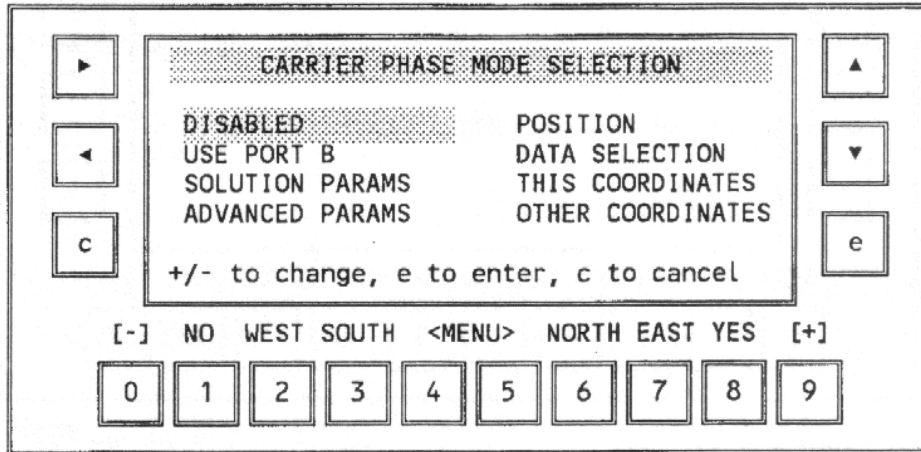 ► CARRIER PHASE MODE SELECTION ▲
DISABLED POSITION
◄ USE PORT B DATA SELECTION ▼
SOLUTION PARAMS THIS COORDINATES
ADVANCED PARAMS OTHER COORDINATES
c e
+/- to change, e to enter, c to cancel
[-] NO WEST SOUTH <MENU> NORTH EAST YES [+]
0 1 2 3 4 5 6 7 8 9